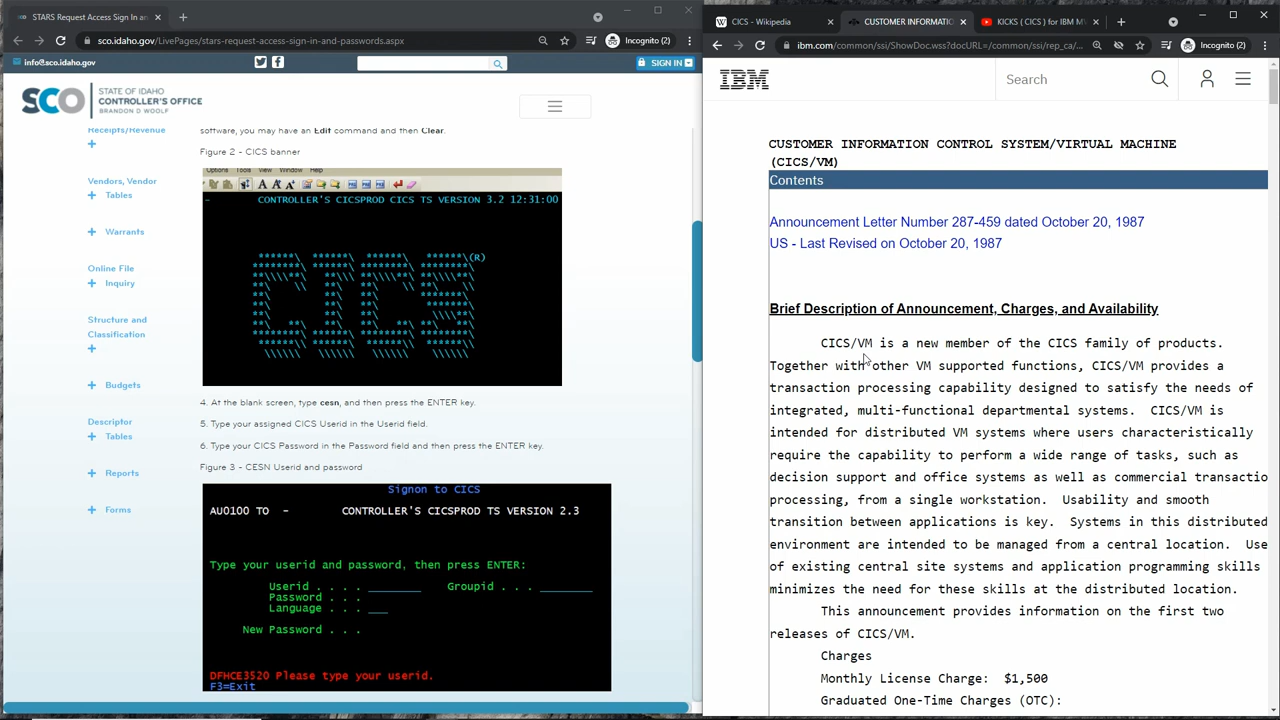 STARS Request Access Sign In an
sco.idaho.gov/LivePages/stars-request-access-sign-in-and-passwords.aspx
Incognito (2)
info@sco.idaho.gov
SIGN IN
SCO
STATE OF IDAHO
CONTROLLER'S OFFICE
BRANDON D WOOLF
Receipts/Revenue
Vendors, Vendor
Tables
Warrants
Online File
Inquiry
Structure and
Classification
Budgets
Descriptor
Tables
Reports
Forms
software, you may have an Edit command and then Clear.
Figure 2 - CICS banner
Options Tools View Window Help
CONTROLLER'S CICSPROD CICS TS VERSION 3.2 12:31:00
CICS
(R)
4. At the blank screen, type cesn, and then press the ENTER key.
5. Type your assigned CICS Userid in the Userid field.
6. Type your CICS Password in the Password field and then press the ENTER key.
Figure 3 - CESN Userid and password
Signon to CICS
AU0100 TO - CONTROLLER'S CICSPROD TS VERSION 2.3
Type your userid and password, then press ENTER:
Userid . . . . ________ Groupid . . . ________
Password . . .
Language . . . ___
New Password . . .
DFHCE3520 Please type your userid.
F3=Exit
CICS - Wikipedia
CUSTOMER INFORMATI
KICKS ( CICS ) for IBM M
ibm.com/common/ssi/ShowDoc.wss?docURL=/common/ssi/rep_ca/
Incognito (2)
IBM
Search
CUSTOMER INFORMATION CONTROL SYSTEM/VIRTUAL MACHINE
(CICS/VM)
Contents
Announcement Letter Number 287-459 dated October 20, 1987
US - Last Revised on October 20, 1987
Brief Description of Announcement, Charges, and Availability
CICS/VM is a new member of the CICS family of products.
Together with other VM supported functions, CICS/VM provides a
transaction processing capability designed to satisfy the needs of
integrated, multi-functional departmental systems. CICS/VM is
intended for distributed VM systems where users characteristically
require the capability to perform a wide range of tasks, such as
decision support and office systems as well as commercial transactio
processing, from a single workstation. Usability and smooth
transition between applications is key. Systems in this distributed
environment are intended to be managed from a central location. Use
of existing central site systems and application programming skills
minimizes the need for these skills at the distributed location.
This announcement provides information on the first two
releases of CICS/VM.
Charges
Monthly License Charge: $1,500
Graduated One-Time Charges (OTC):